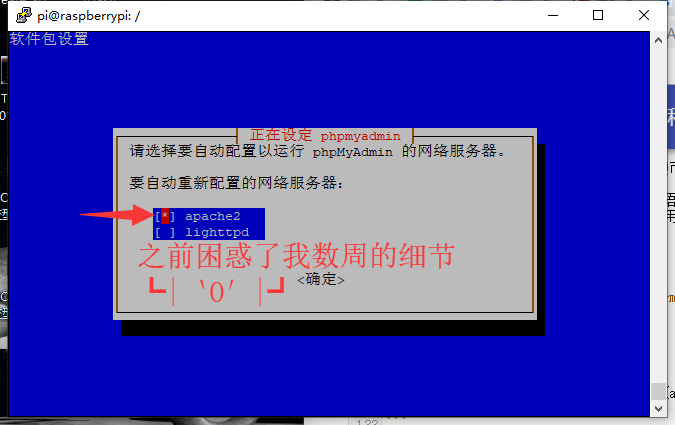 pi@raspberrypi: /
软件包设置
正在设定 phpmyadmin
请选择要自动配置以运行 phpMyAdmin 的网络服务器。
要自动重新配置的网络服务器：
[*] apache2
[ ] lighttpd
之前困惑了我数周的细节
┗| ｀O′ |┛
<确定>